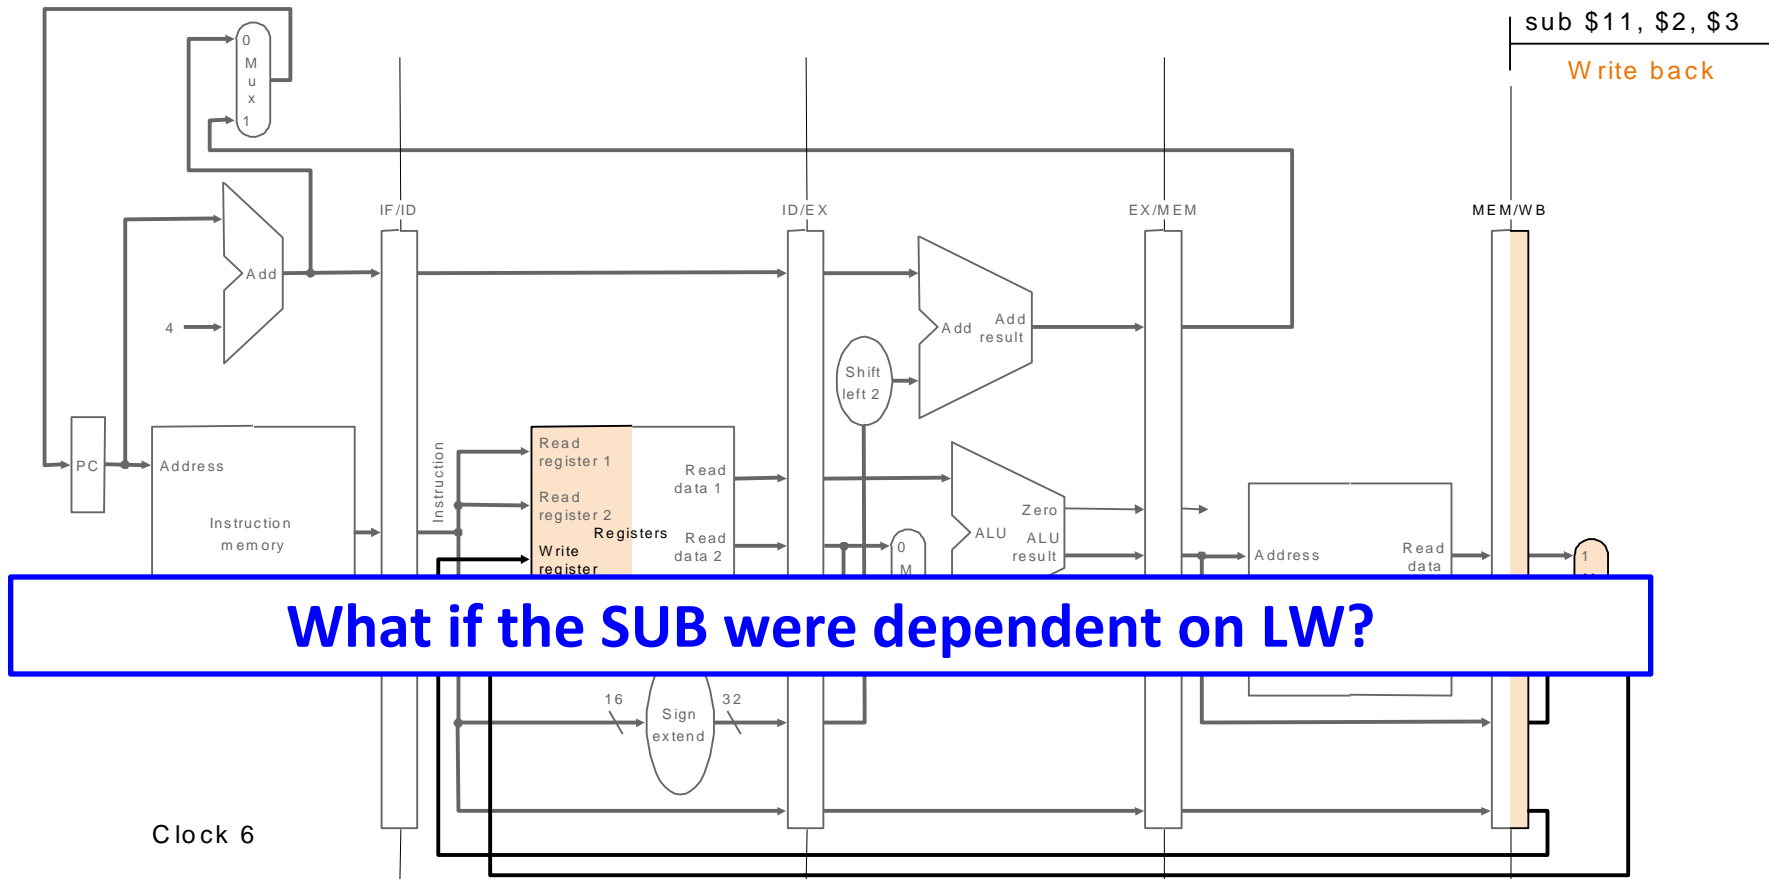 sub $11, $2, $3
Write back
0
M
u
x
1
IF/ID
ID/EX
EX/MEM
MEM/WB
Add
4
Add
Add
result
Shift
left 2
PC
Address
Instruction
memory
Instruction
Read
register 1
Read
register 2
Registers
Write
register
Read
data 1
Read
data 2
0
M
Zero
ALU
ALU
result
Address
Read
data
1
What if the SUB were dependent on LW?
16
Sign
extend
32
Clock 6